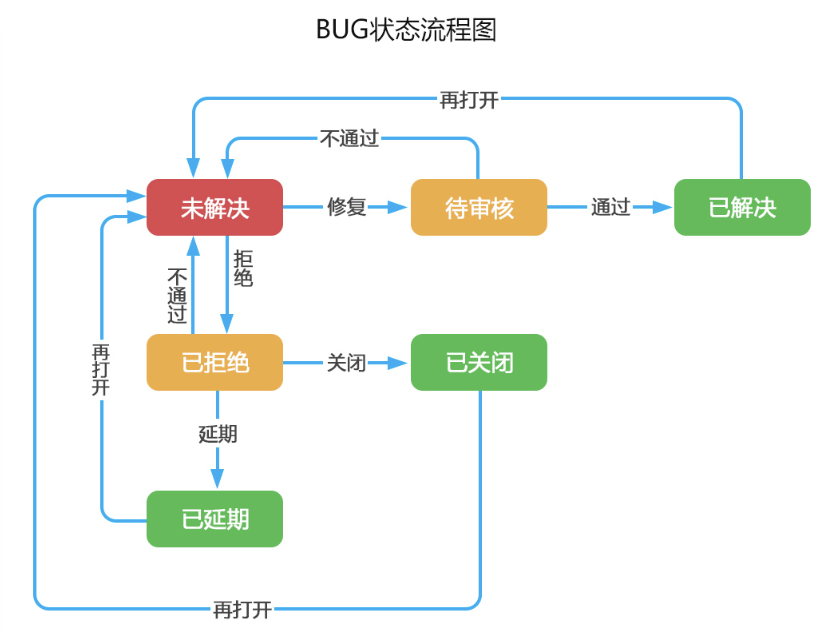 BUG状态流程图
再打开
不通过
未解决
修复
待审核
通过
已解决
不通过
拒绝
再打开
已拒绝
关闭
已关闭
延期
已延期
再打开